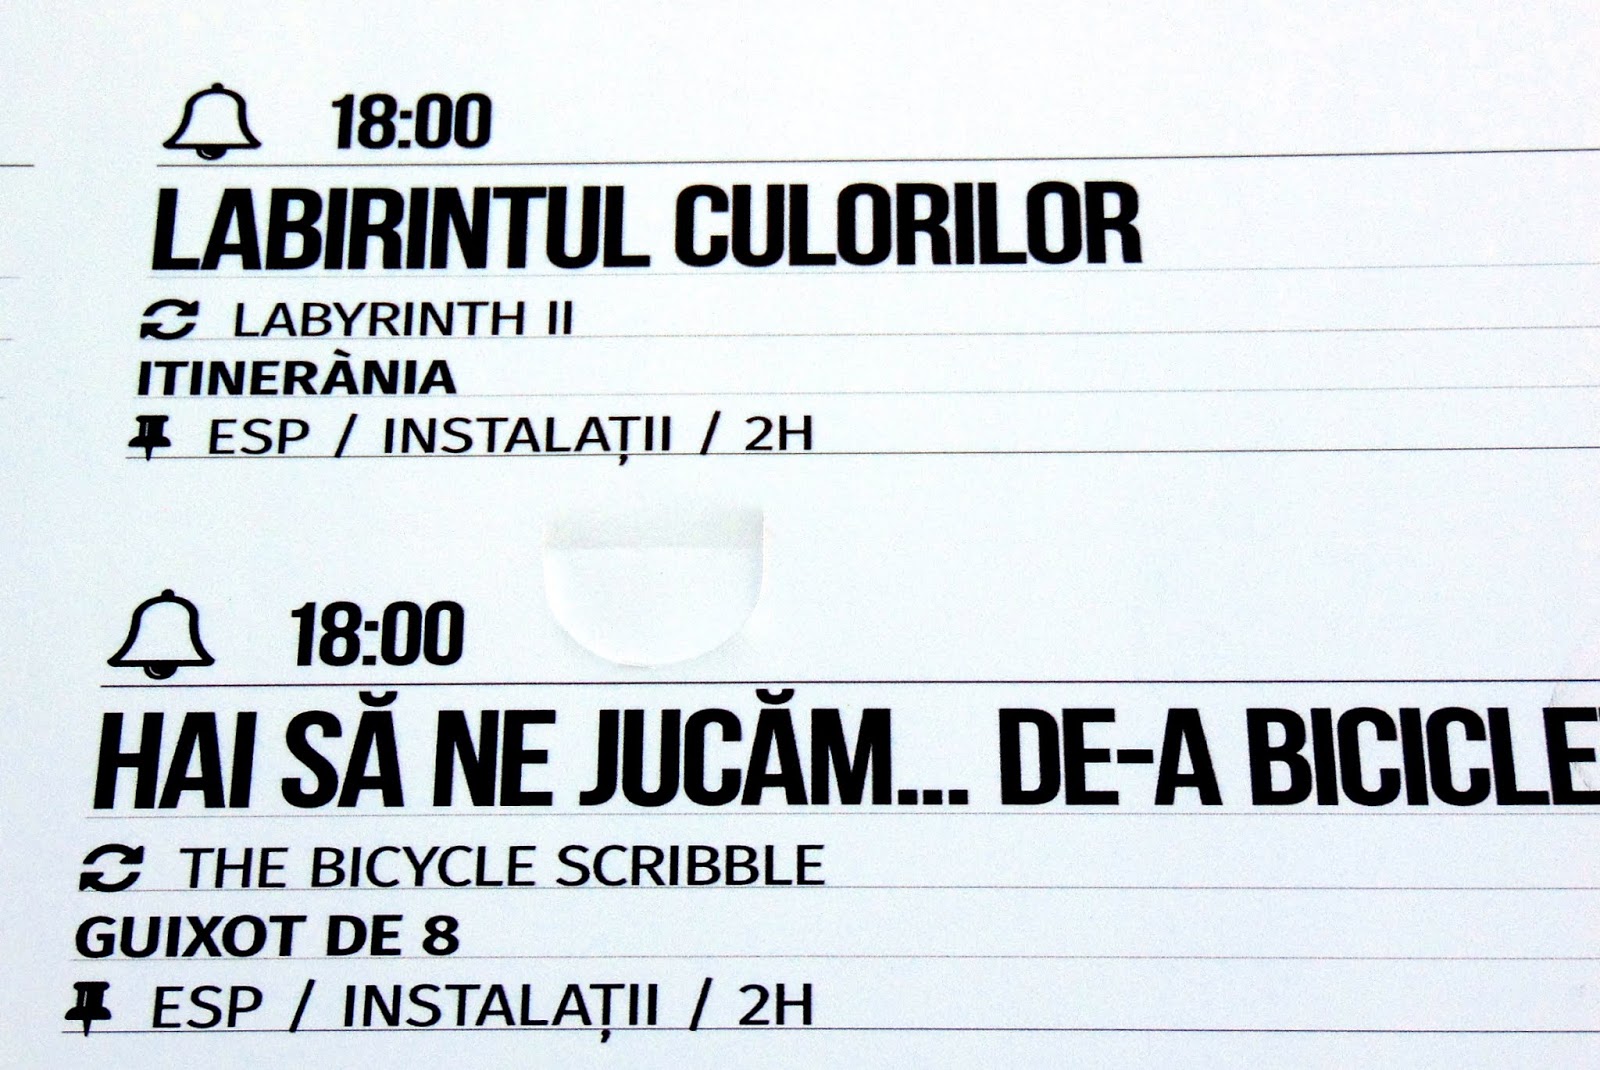 18:00
LABIRINTUL CULORILOR
LABYRINTH II
ITINERÀNIA
ESP / INSTALAȚII / 2H
18:00
HAI SĂ NE JUCĂM... DE-A BICICLE
THE BICYCLE SCRIBBLE
GUIXOT DE 8
ESP / INSTALAȚII / 2H